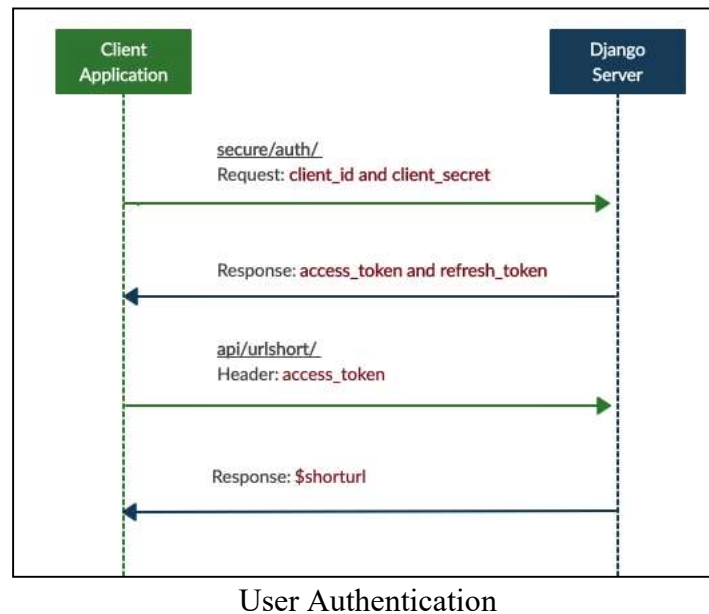 Client
Application
Django
Server
secure/auth/
Request: client_id and client_secret
Response: access_token and refresh_token
api/urlshort/
Header: access_token
Response: $shorturl
User Authentication